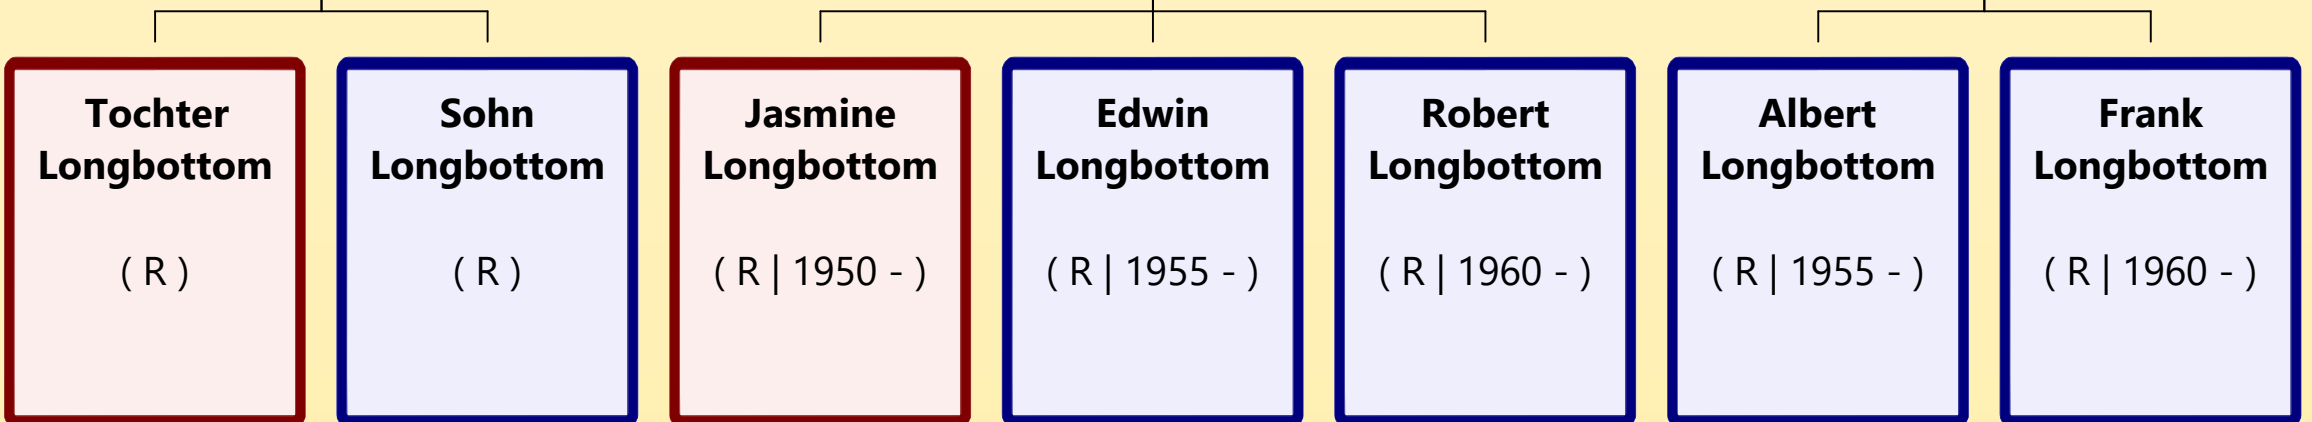 Tochter
Longbottom
( R )
Sohn
Longbottom
( R )
Jasmine
Longbottom
( R | 1950 - )
Edwin
Longbottom
( R | 1955 - )
Robert
Longbottom
( R | 1960 - )
Albert
Longbottom
( R | 1955 - )
Frank
Longbottom
( R | 1960 - )